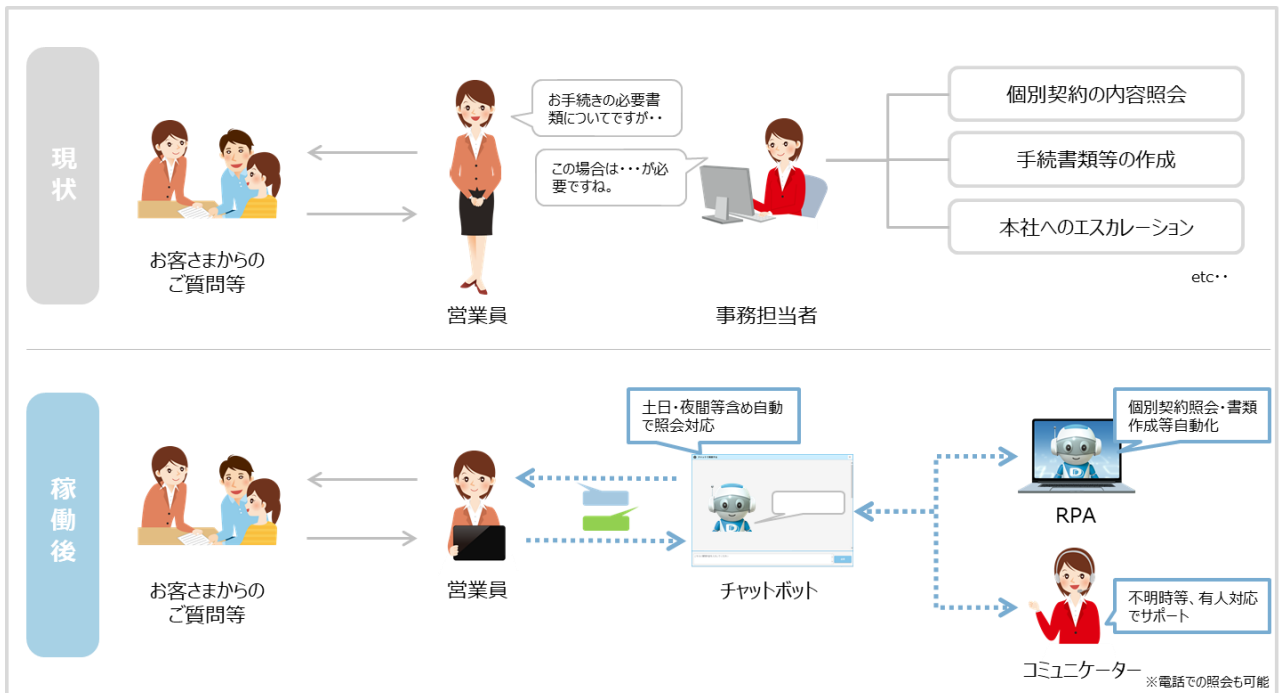 現状
お客さまからの
ご質問等
営業員
お手続きの必要書
類についてですが・・
この場合は・・・が必
要ですね。
事務担当者
個別契約の内容照会
手続書類等の作成
本社へのエスカレーション
etc・・
稼働後
お客さまからの
ご質問等
営業員
土日・夜間等含め自動
で照会対応
チャットボット
個別契約照会・書類
作成等自動化
RPA
不明時等、有人対応
でサポート
コミュニケーター
※電話での照会も可能